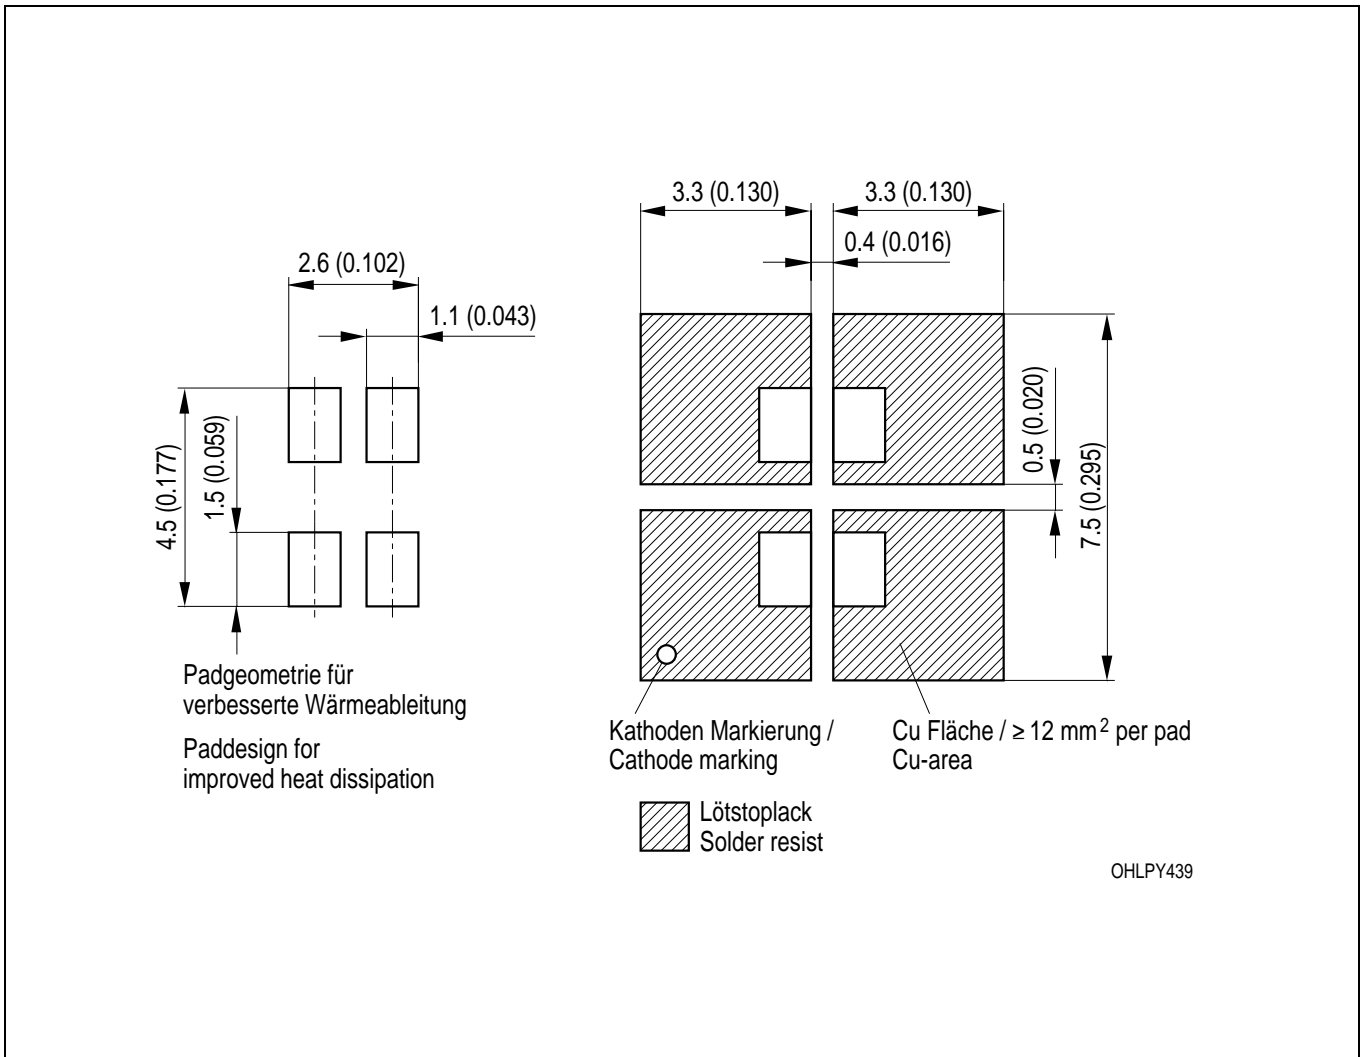 3.3 (0.130)
3.3 (0.130)
0.4 (0.016)
2.6 (0.102)
1.1 (0.043)
4.5 (0.177)
1.5 (0.059)
0.5 (0.020)
7.5 (0.295)
Padgeometrie für
verbesserte Wärmeableitung
Paddesign for
improved heat dissipation
Kathoden Markierung /
Cathode marking
Cu Fläche / ≥ 12 mm² per pad
Cu-area
Lötstoplack
Solder resist
OHLPY439